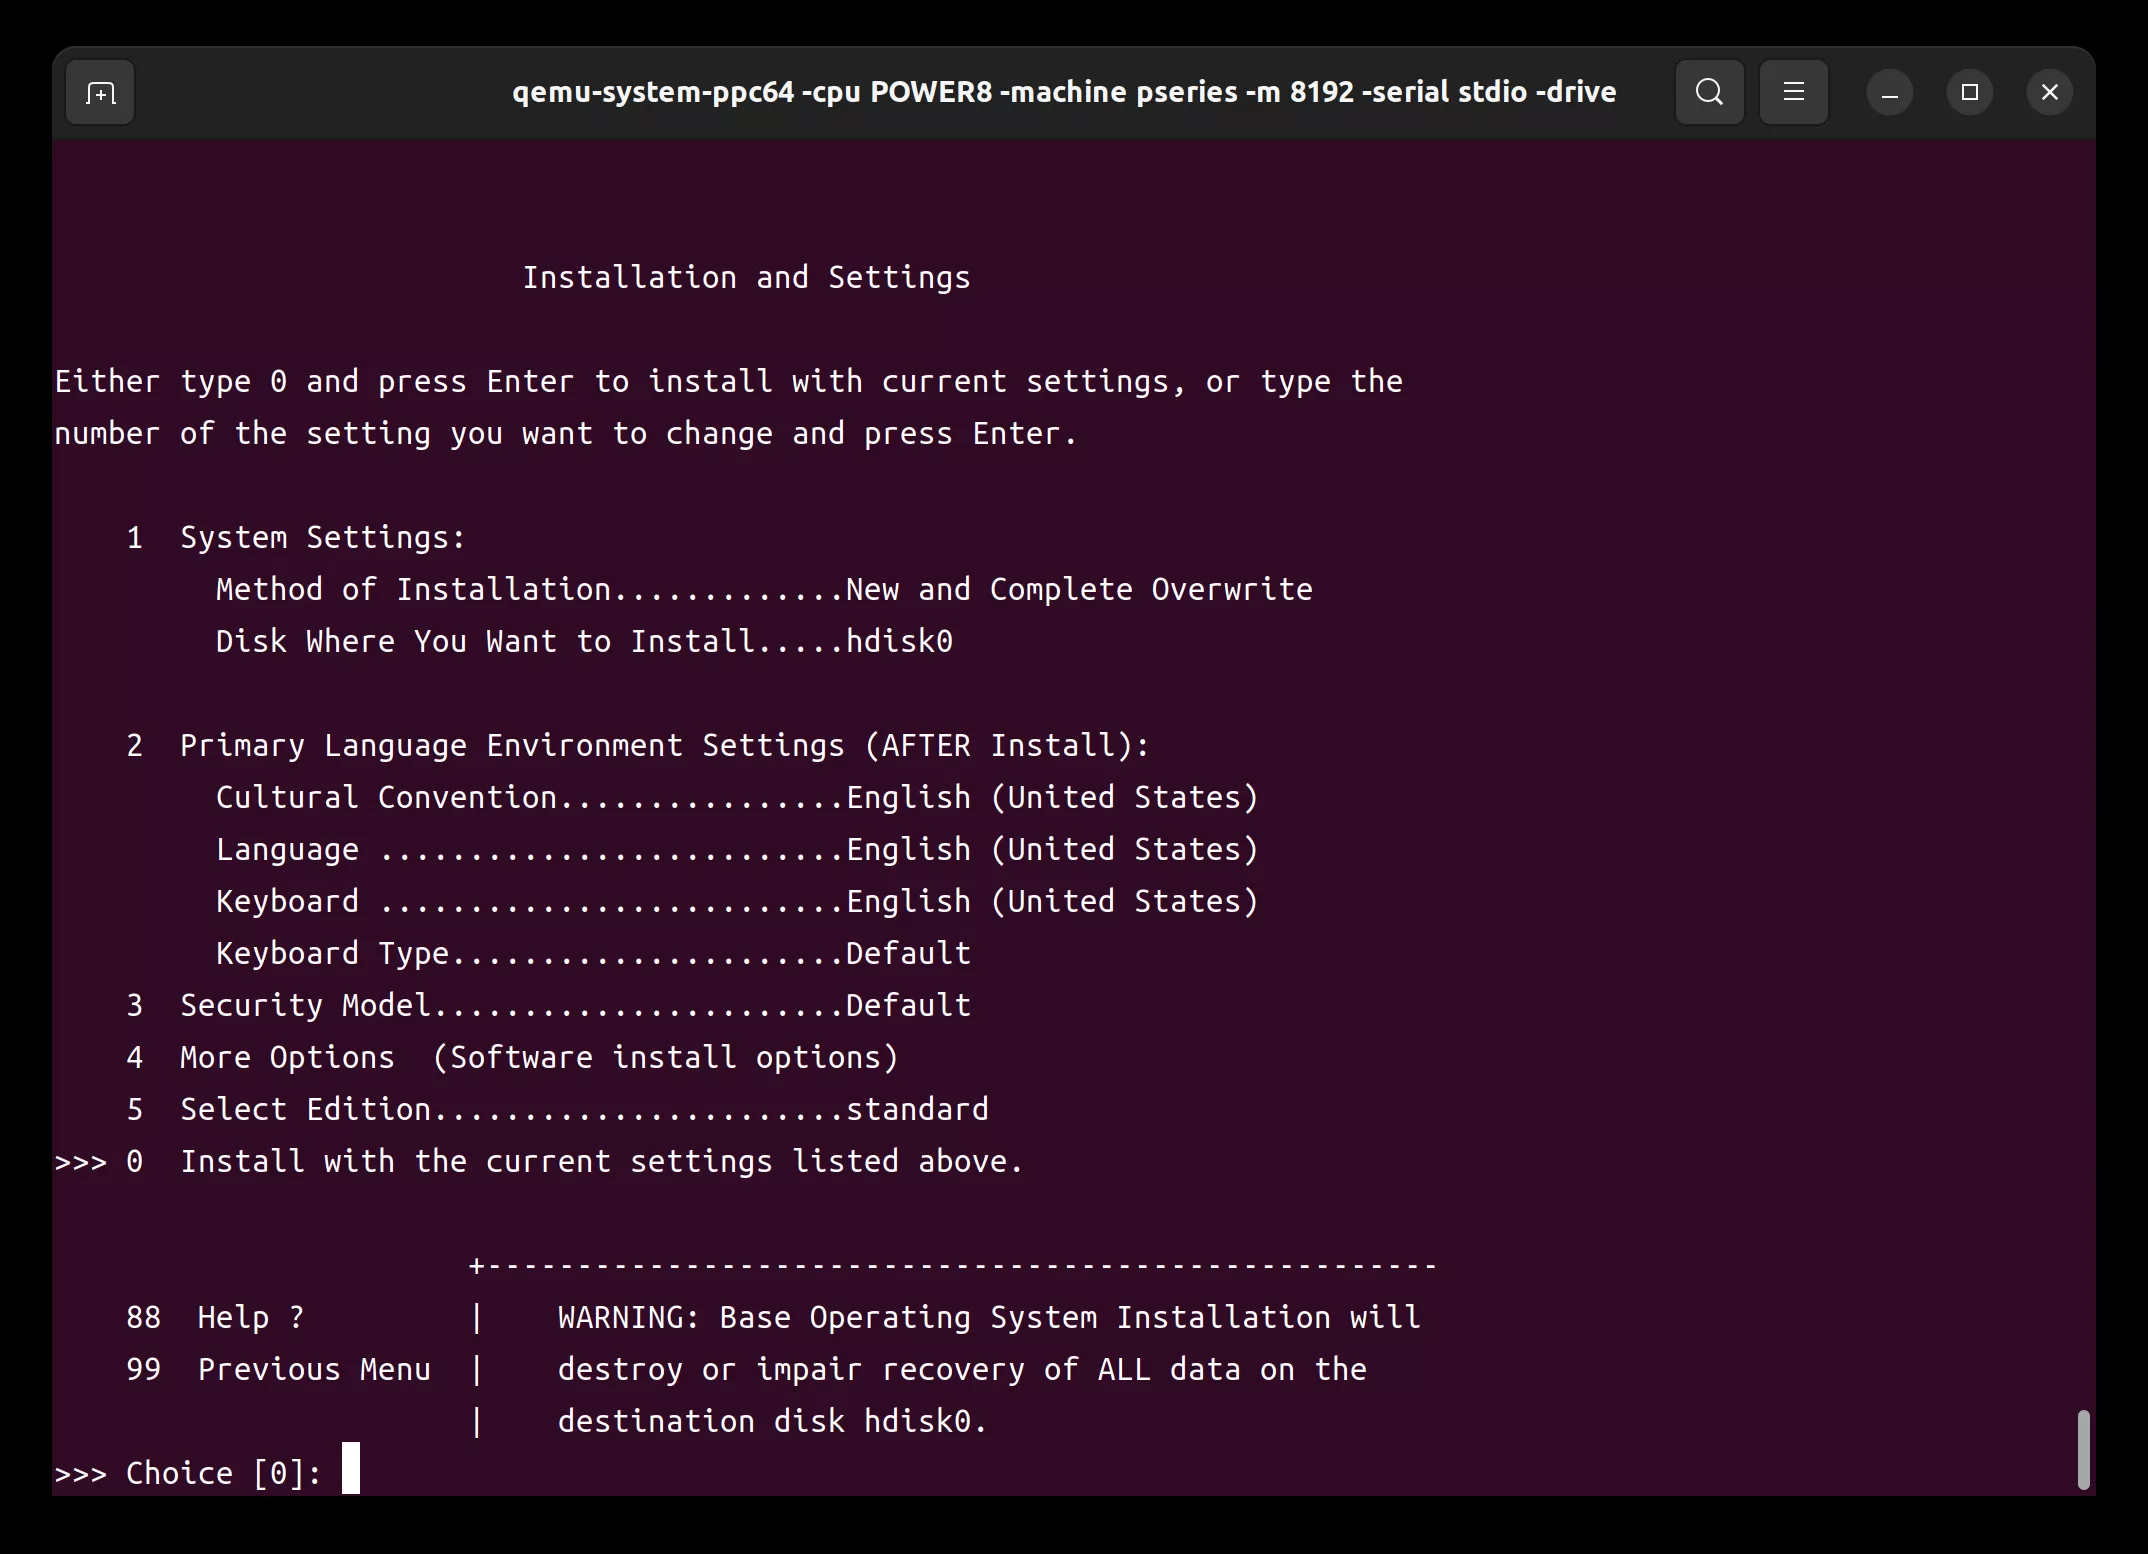 qemu-system-ppc64 -cpu POWER8 -machine pseries -m 8192 -serial stdio -drive
Installation and Settings
Either type 0 and press Enter to install with current settings, or type the
number of the setting you want to change and press Enter.
1  System Settings:
Method of Installation.............New and Complete Overwrite
Disk Where You Want to Install.....hdisk0
2  Primary Language Environment Settings (AFTER Install):
Cultural Convention................English (United States)
Language ..........................English (United States)
Keyboard ..........................English (United States)
Keyboard Type......................Default
3  Security Model.......................Default
4  More Options  (Software install options)
5  Select Edition.......................standard
>>> 0  Install with the current settings listed above.
+-----------------------------------------------------
88  Help ?         |    WARNING: Base Operating System Installation will
99  Previous Menu  |    destroy or impair recovery of ALL data on the
|    destination disk hdisk0.
>>> Choice [0]: